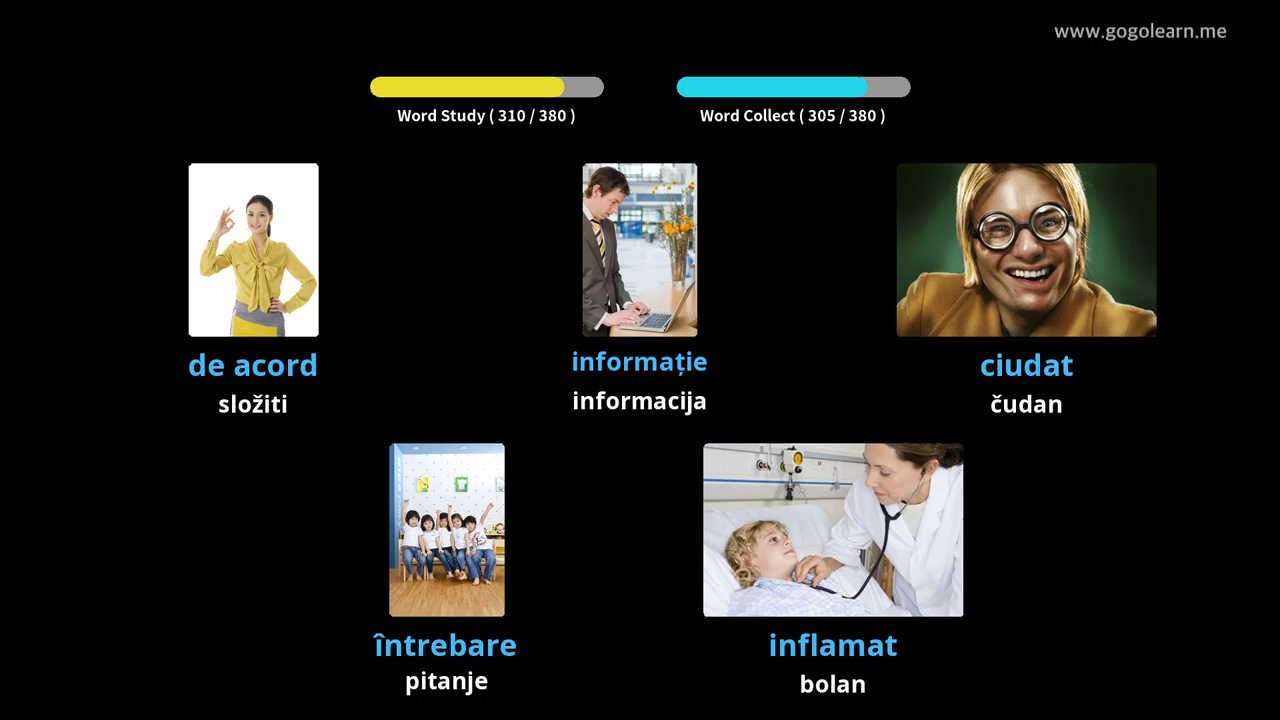 www.gogolearn.me
Word Study ( 310 / 380 )
Word Collect ( 305 / 380 )
de acord
složiti
informație
informacija
ciudat
čudan
întrebare
pitanje
inflamat
bolan